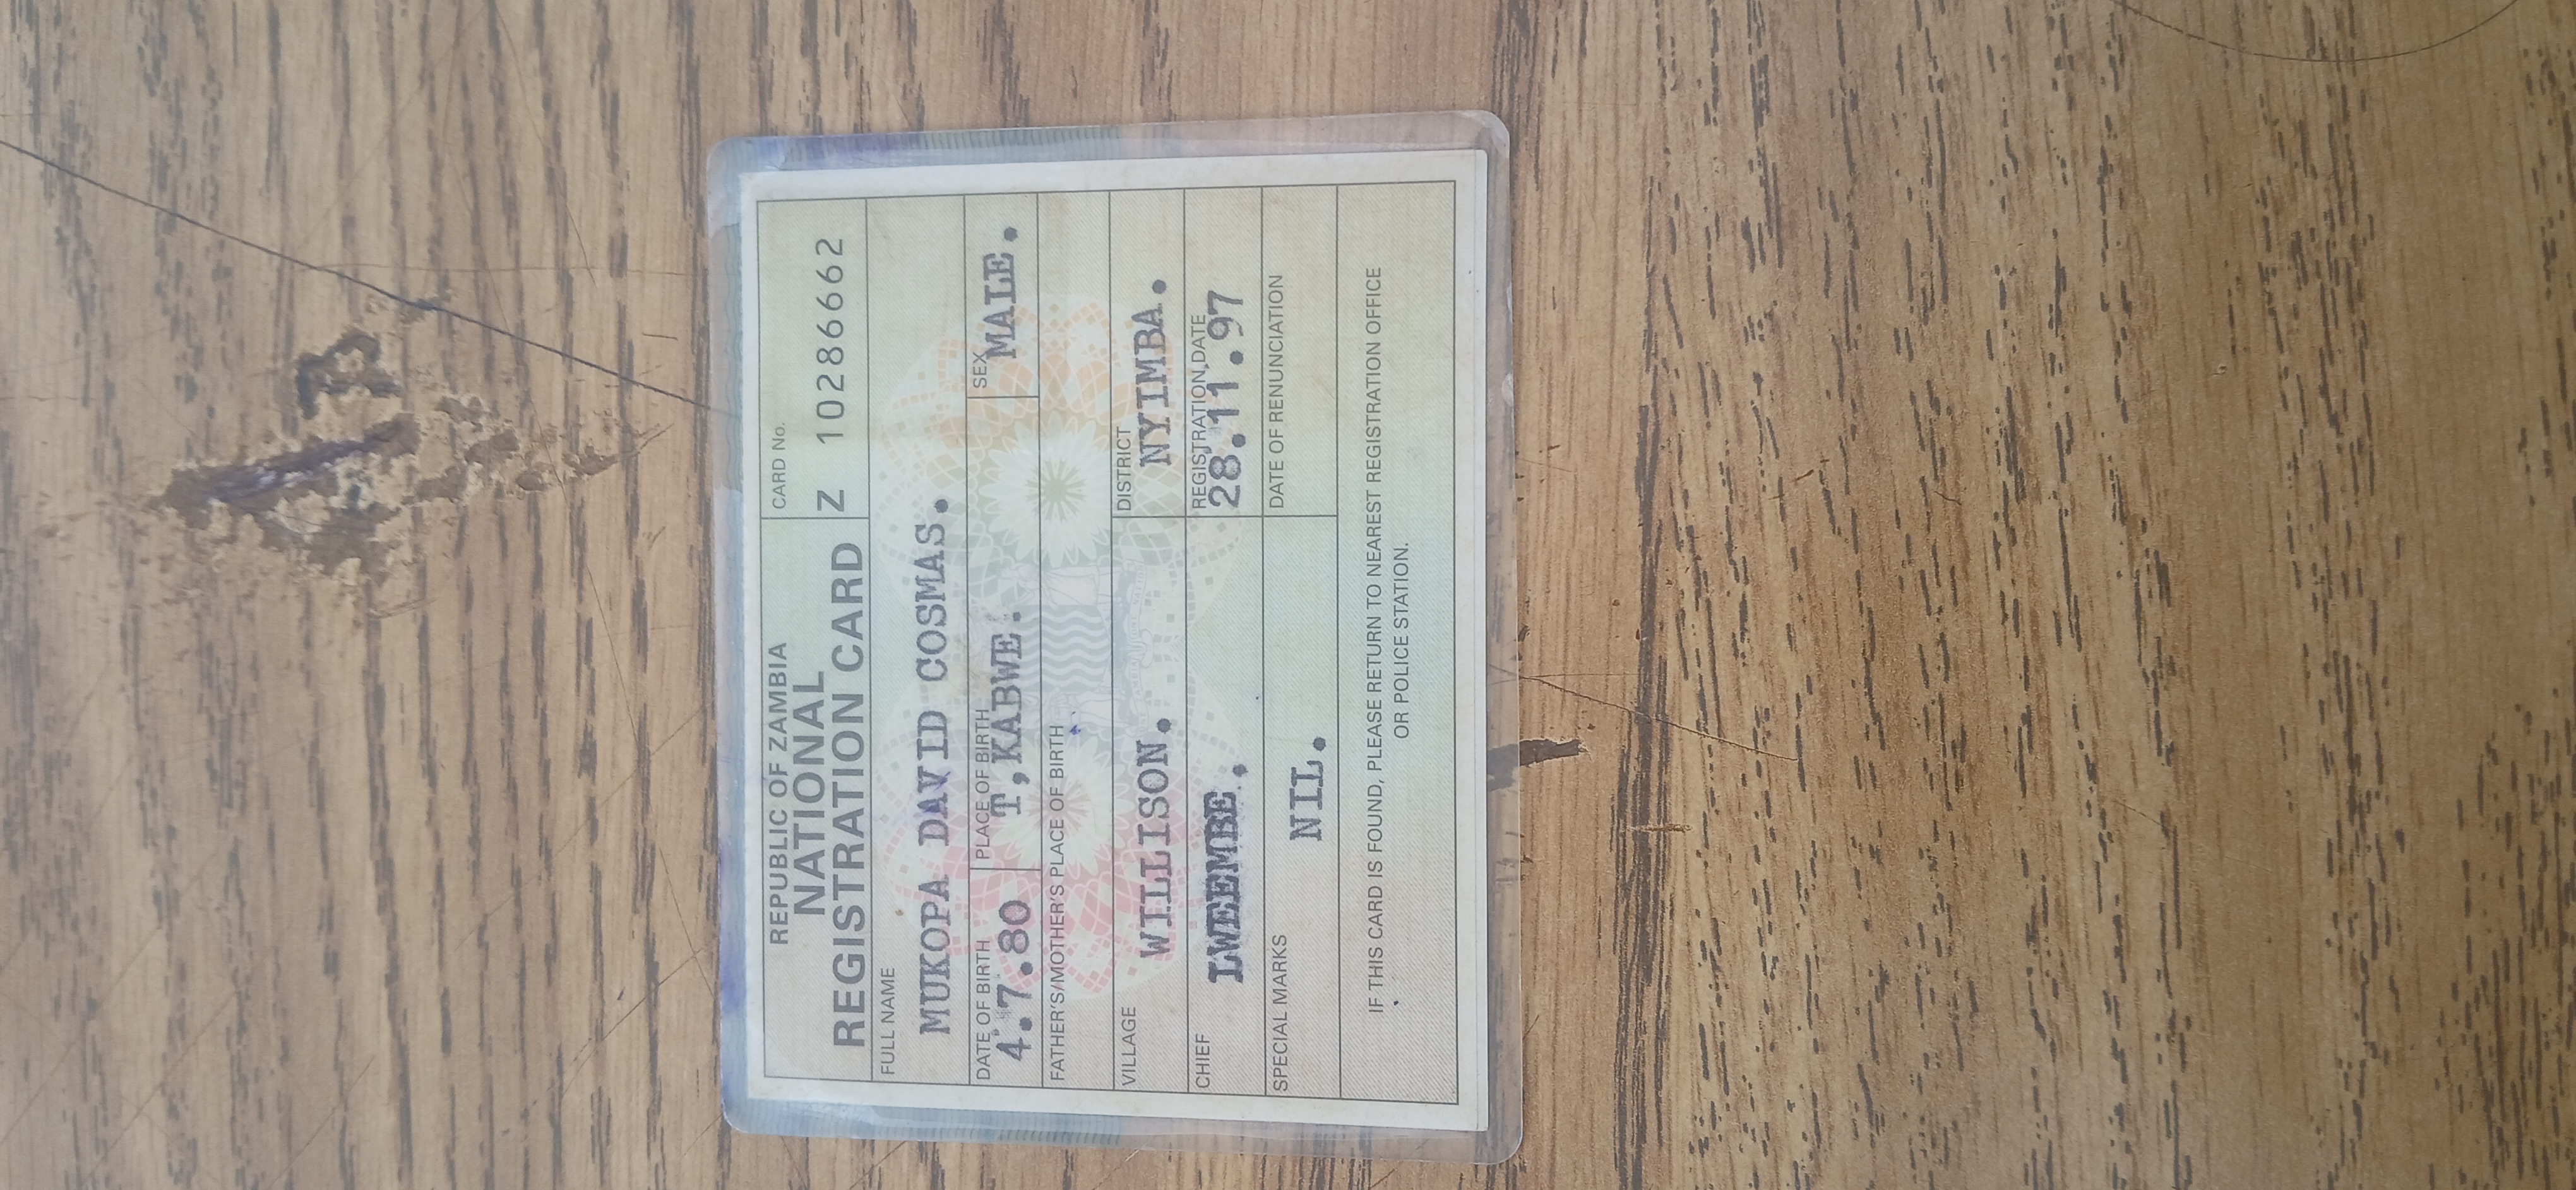 REPUBLIC OF ZAMBIA
NATIONAL
REGISTRATION CARD
CARD No.
Z 10286662
FULL NAME
MUKOPA DAVID COSMAS.
DATE OF BIRTH
4.7.80
PLACE OF BIRTH
T,KABWE.
SEX
MALE.
FATHER'S/MOTHER'S PLACE OF BIRTH
VILLAGE
WILLISON.
DISTRICT
NYIMBA.
CHIEF
LWEEMBE.
REGISTRATION DATE
28.11.97
SPECIAL MARKS
NIL.
DATE OF RENUNCIATION
IF THIS CARD IS FOUND, PLEASE RETURN TO NEAREST REGISTRATION OFFICE
OR POLICE STATION.